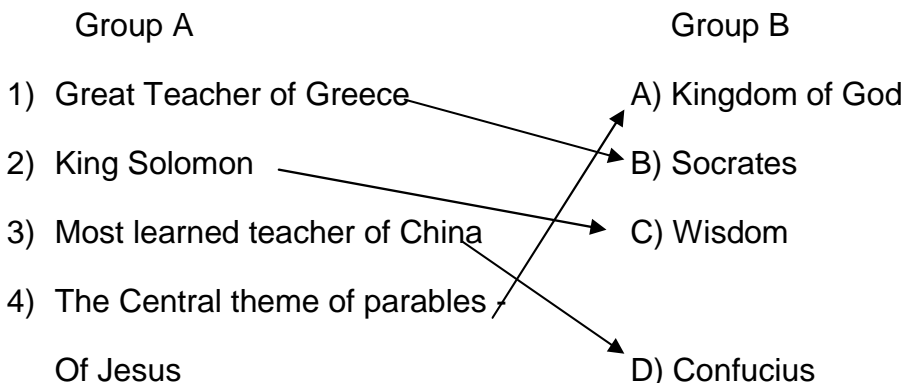 Group A Group B
1) Great Teacher of Greece A) Kingdom of God
2) King Solomon B) Socrates
3) Most learned teacher of China C) Wisdom
4) The Central theme of parables -
Of Jesus D) Confucius